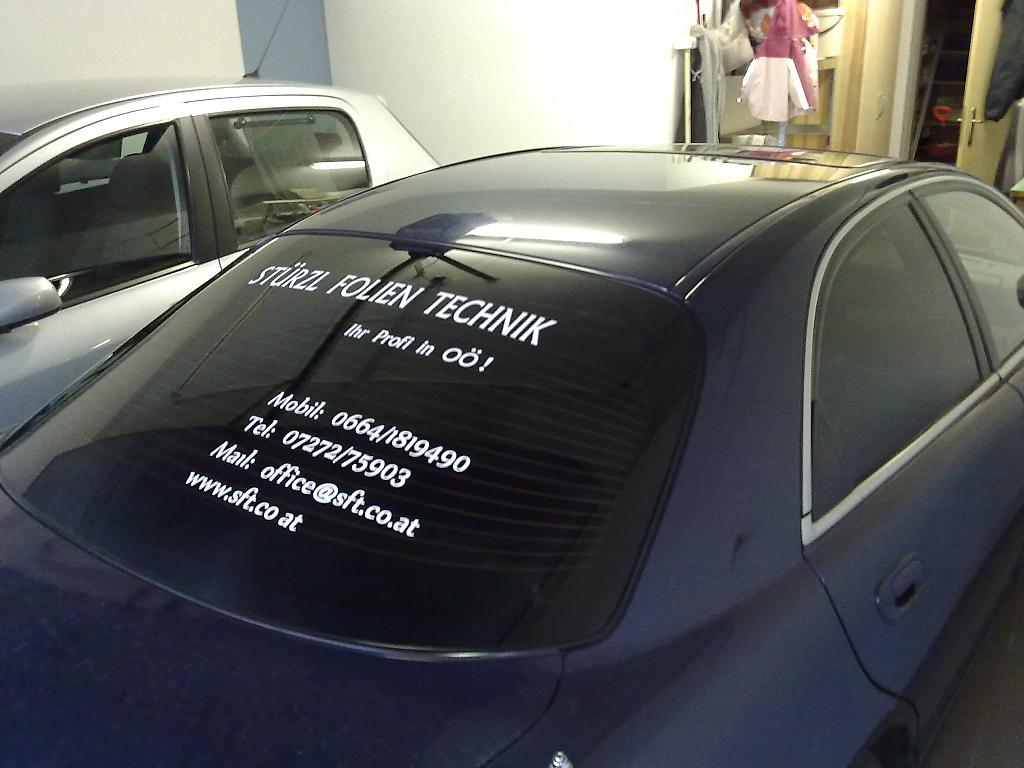 STÜRZL FOLIEN TECHNIK
Ihr Profi in OÖ!
Mobil: 0664/1819490
Tel: 07272/75903
Mail: office@sft.co.at
www.sft.co at